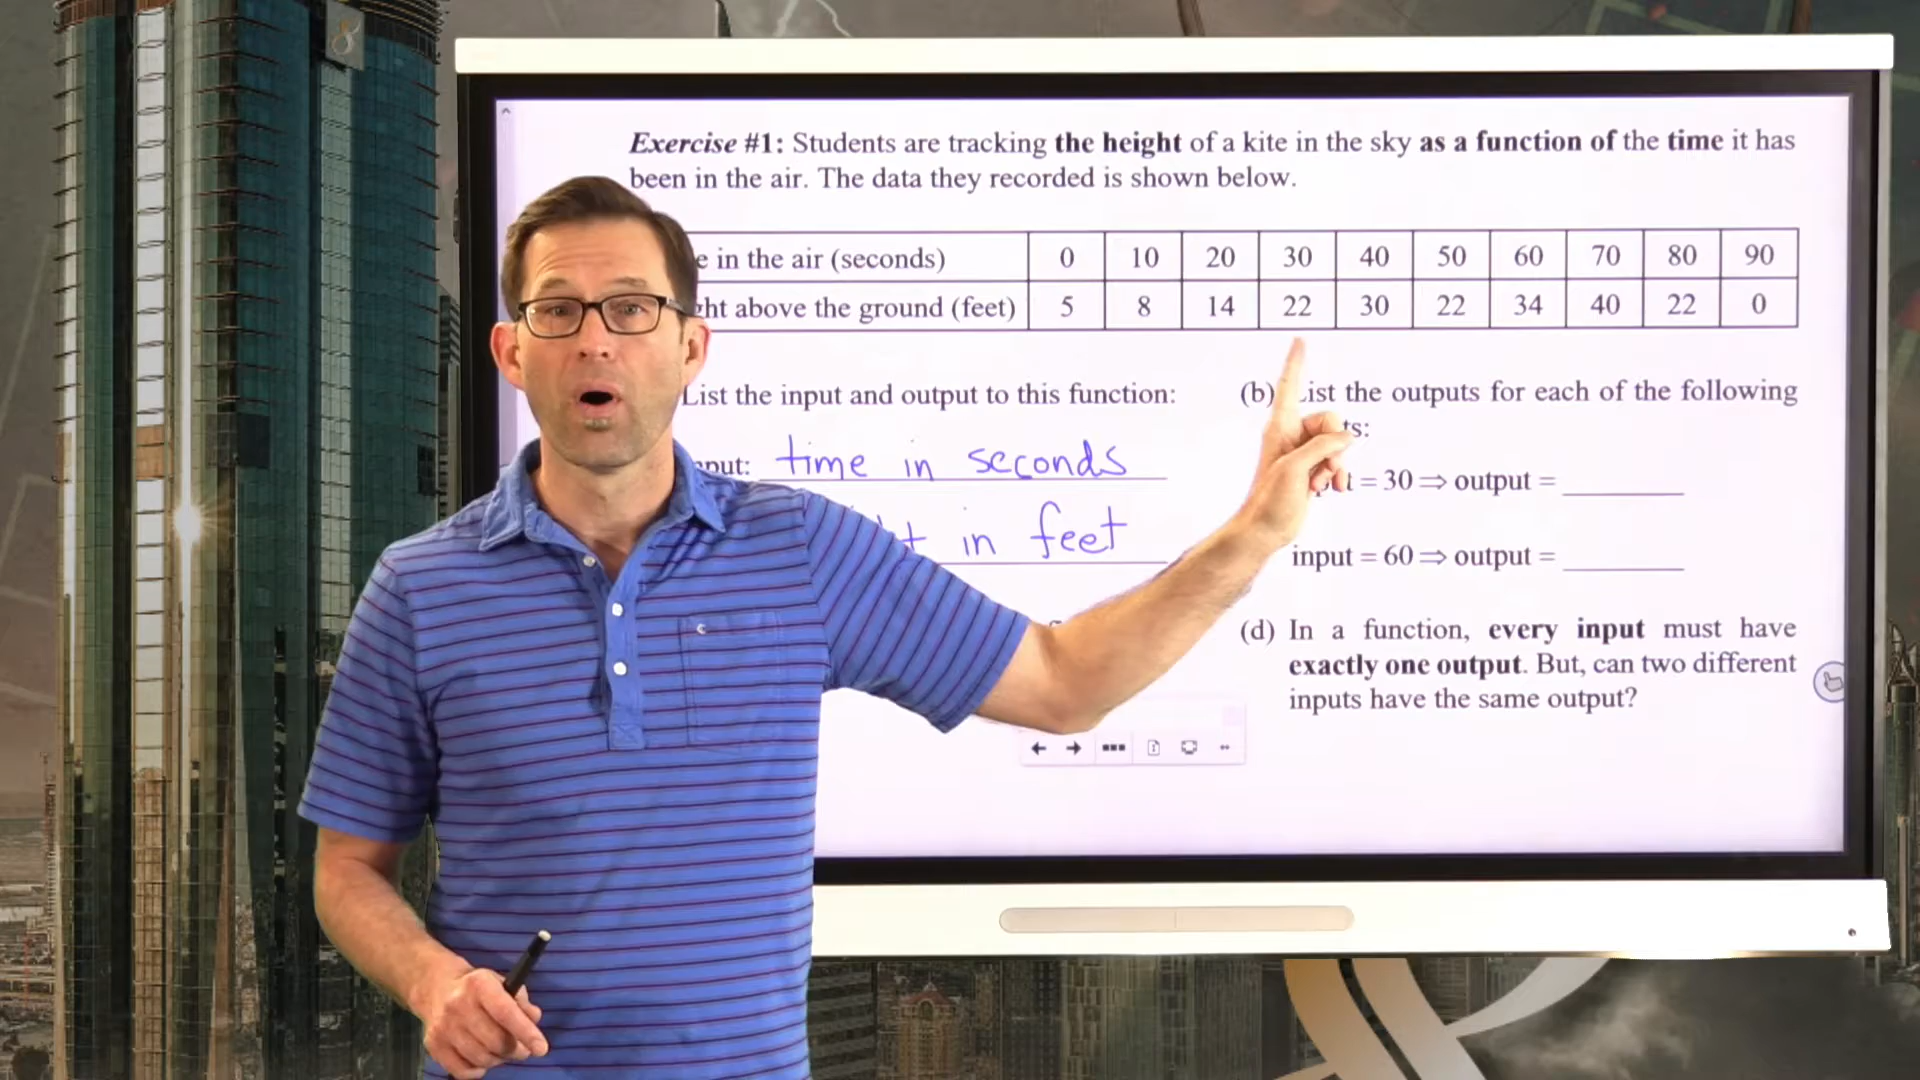 Exercise #1: Students are tracking the height of a kite in the sky as a function of the time it has
been in the air. The data they recorded is shown below.
in the air (seconds) 0 10 20 30 40 50 60 70 80 90
above the ground (feet) 5 8 14 22 30 22 34 40 22 0
List the input and output to this function:
time in seconds
in feet
(b) List the outputs for each of the following
= 30 ⇒ output = ________
input = 60 ⇒ output = ________
(d) In a function, every input must have
exactly one output. But, can two different
inputs have the same output?